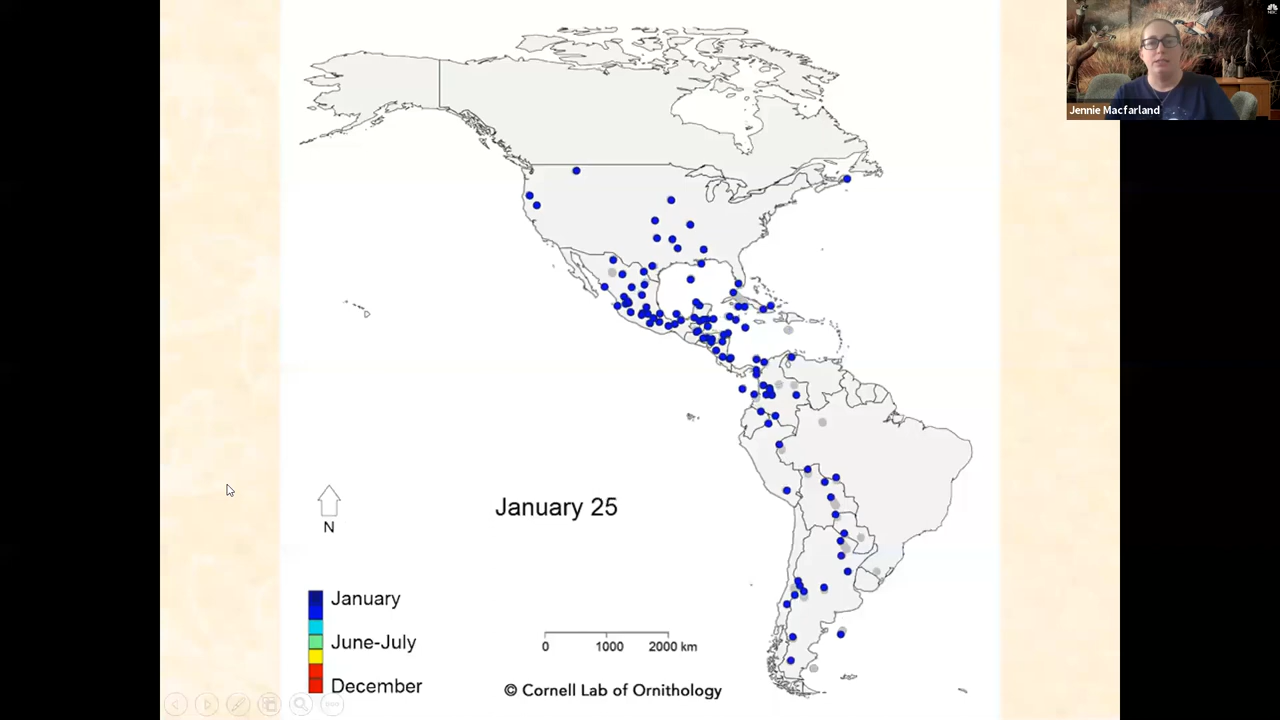 Jennie Macfarland
January 25
N
January
June-July
December
0 1000 2000 km
© Cornell Lab of Ornithology